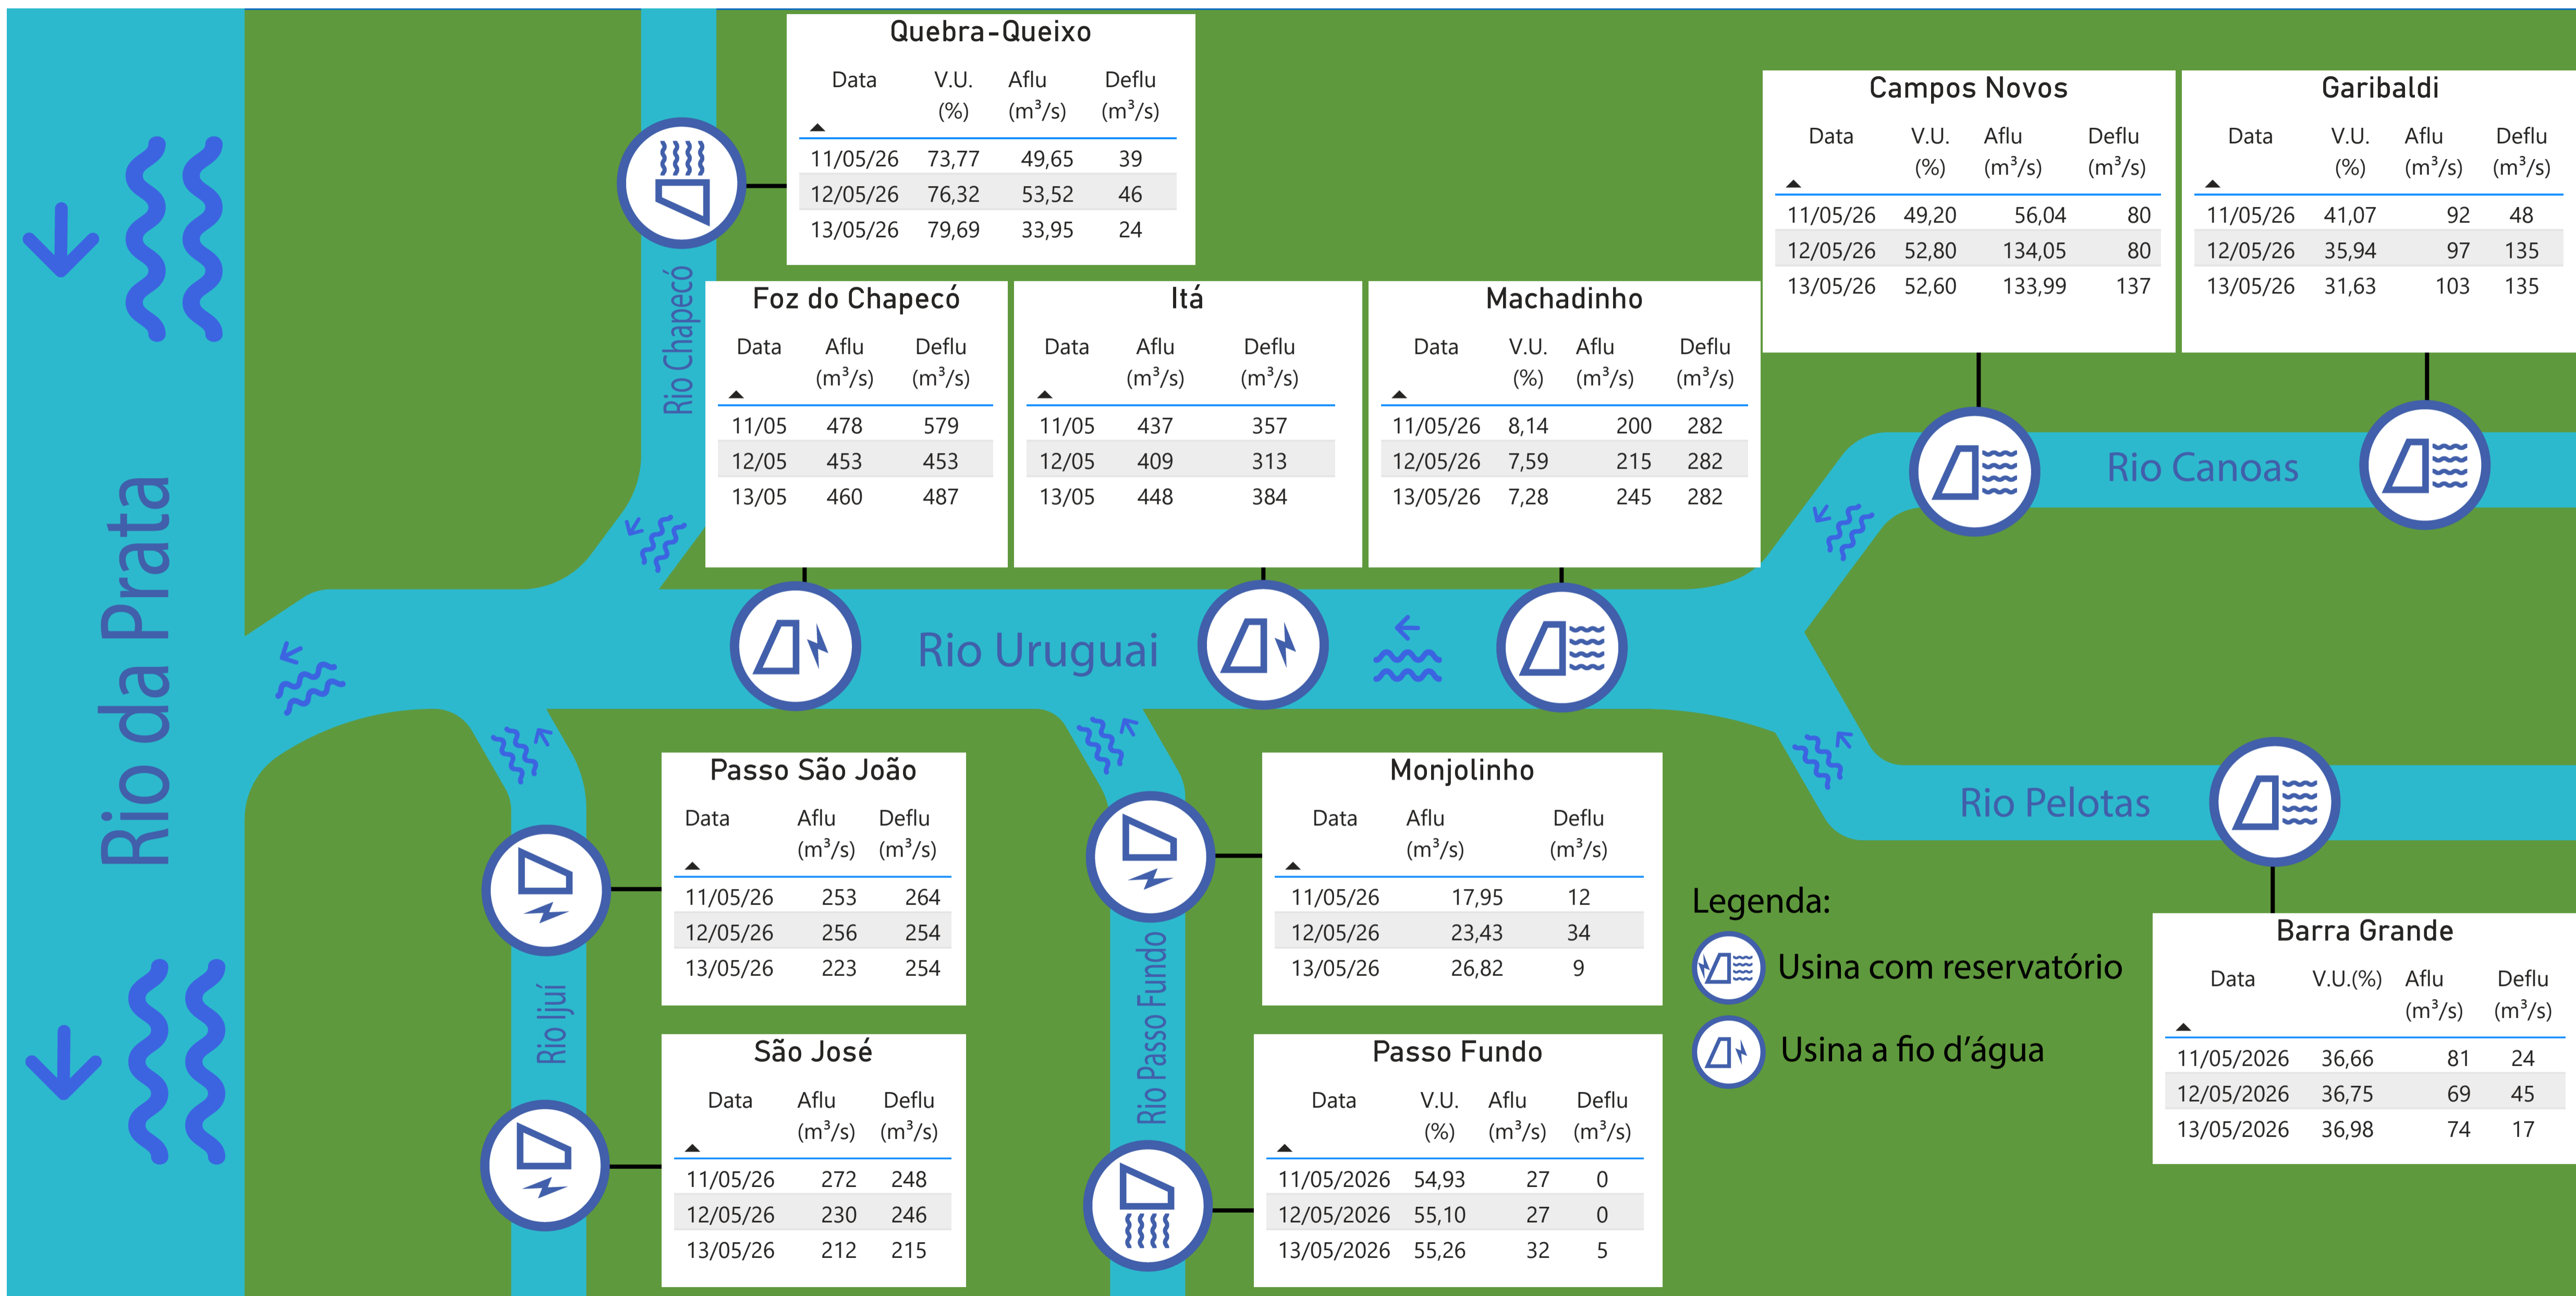 Rio da Prata
Quebra-Queixo
Data V.U. Aflu Deflu
(%) (m³/s) (m³/s)
11/05/26 73,77 49,65 39
12/05/26 76,32 53,52 46
13/05/26 79,69 33,95 24
Rio Chapecó
Campos Novos
Data V.U. Aflu Deflu
(%) (m³/s) (m³/s)
11/05/26 49,20 56,04 80
12/05/26 52,80 134,05 80
13/05/26 52,60 133,99 137
Garibaldi
Data V.U. Aflu Deflu
(%) (m³/s) (m³/s)
11/05/26 41,07 92 48
12/05/26 35,94 97 135
13/05/26 31,63 103 135
Foz do Chapecó
Data Aflu Deflu
(m³/s) (m³/s)
11/05 478 579
12/05 453 453
13/05 460 487
Itá
Data Aflu Deflu
(m³/s) (m³/s)
11/05 437 357
12/05 409 313
13/05 448 384
Machadinho
Data V.U. Aflu Deflu
(%) (m³/s) (m³/s)
11/05/26 8,14 200 282
12/05/26 7,59 215 282
13/05/26 7,28 245 282
Rio Canoas
Rio Uruguai
Rio Pelotas
Passo São João
Data Aflu Deflu
(m³/s) (m³/s)
11/05/26 253 264
12/05/26 256 254
13/05/26 223 254
Rio Ijuí
São José
Data Aflu Deflu
(m³/s) (m³/s)
11/05/26 272 248
12/05/26 230 246
13/05/26 212 215
Monjolinho
Data Aflu Deflu
(m³/s) (m³/s)
11/05/26 17,95 12
12/05/26 23,43 34
13/05/26 26,82 9
Rio Passo Fundo
Passo Fundo
Data V.U. Aflu Deflu
(%) (m³/s) (m³/s)
11/05/2026 54,93 27 0
12/05/2026 55,10 27 0
13/05/2026 55,26 32 5
Legenda:
Usina com reservatório
Usina a fio d'água
Barra Grande
Data V.U.(%) Aflu Deflu
(m³/s) (m³/s)
11/05/2026 36,66 81 24
12/05/2026 36,75 69 45
13/05/2026 36,98 74 17